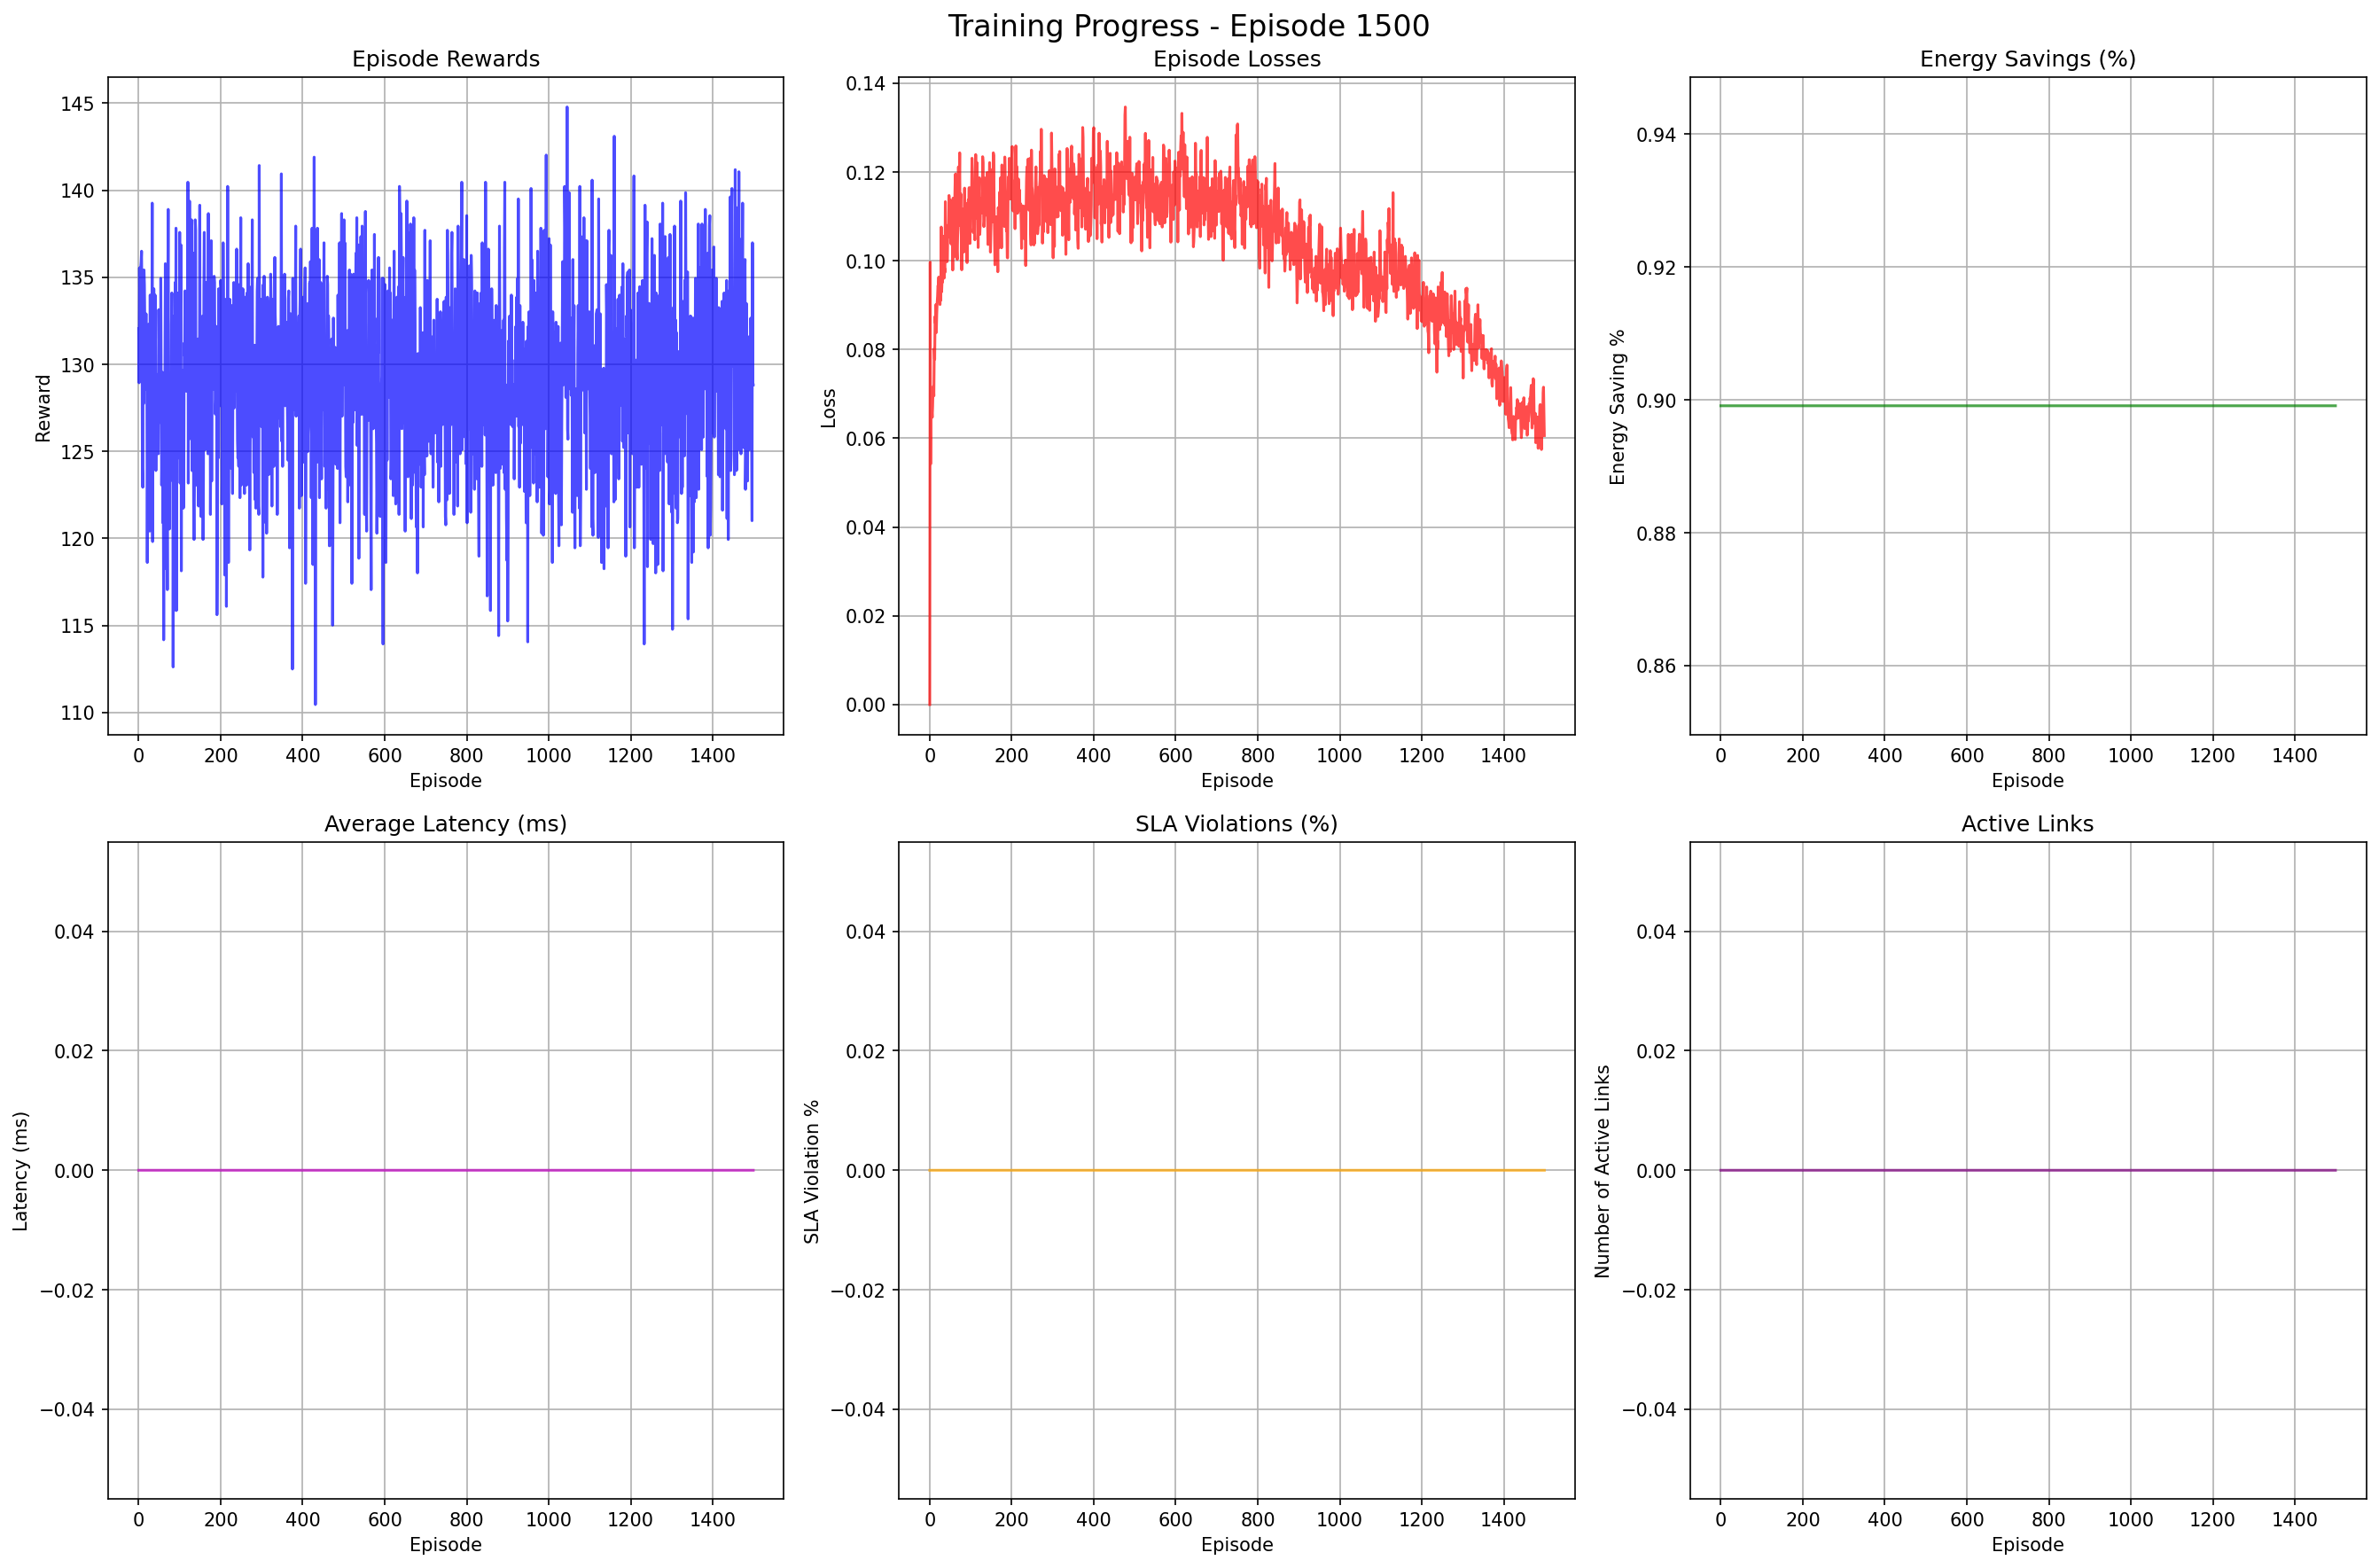 Training Progress - Episode 1500
Episode Rewards
Reward
145
140
135
130
125
120
115
110
0 200 400 600 800 1000 1200 1400
Episode
Episode Losses
Loss
0.14
0.12
0.10
0.08
0.06
0.04
0.02
0.00
0 200 400 600 800 1000 1200 1400
Episode
Energy Savings (%)
Energy Saving %
0.94
0.92
0.90
0.88
0.86
0 200 400 600 800 1000 1200 1400
Episode
Average Latency (ms)
Latency (ms)
0.04
0.02
0.00
−0.02
−0.04
0 200 400 600 800 1000 1200 1400
Episode
SLA Violations (%)
SLA Violation %
0.04
0.02
0.00
−0.02
−0.04
0 200 400 600 800 1000 1200 1400
Episode
Active Links
Number of Active Links
0.04
0.02
0.00
−0.02
−0.04
0 200 400 600 800 1000 1200 1400
Episode